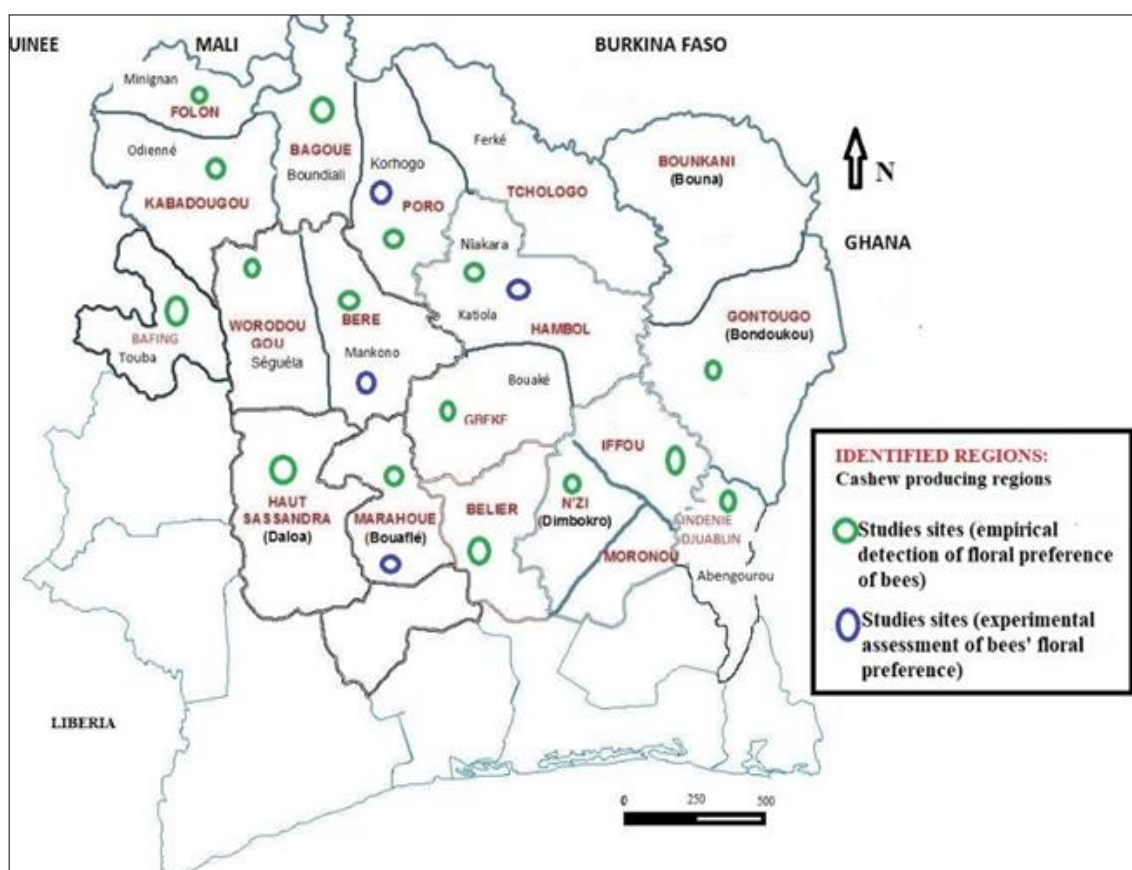 UINEE
MALI
BURKINA FASO
Minignan
FOLON
Odienné
KABADOUGOU
BAGOUE
Boundiali
Korhogo
PORO
Ferké
TCHOLOGO
BOUNKANI
(Bouna)
N
GHANA
Niakara
Katiola
HAMBOL
BAFING
Touba
WORODOU
GOU
Séguéla
BERE
Mankono
GONTOUGO
(Bondoukou)
Bouaké
GBEKE
IFFOU
HAUT
SASSANDRA
(Daloa)
MARAHOUE
(Bouaflé)
BELIER
N'ZI
(Dimbokro)
MORONOU
INDENIE
DJUABLIN
Abengourou
IDENTIFIED REGIONS:
Cashew producing regions
Studies sites (empirical
detection of floral preference
of bees)
Studies sites (experimental
assessment of bees' floral
preference)
LIBERIA
0 250 500